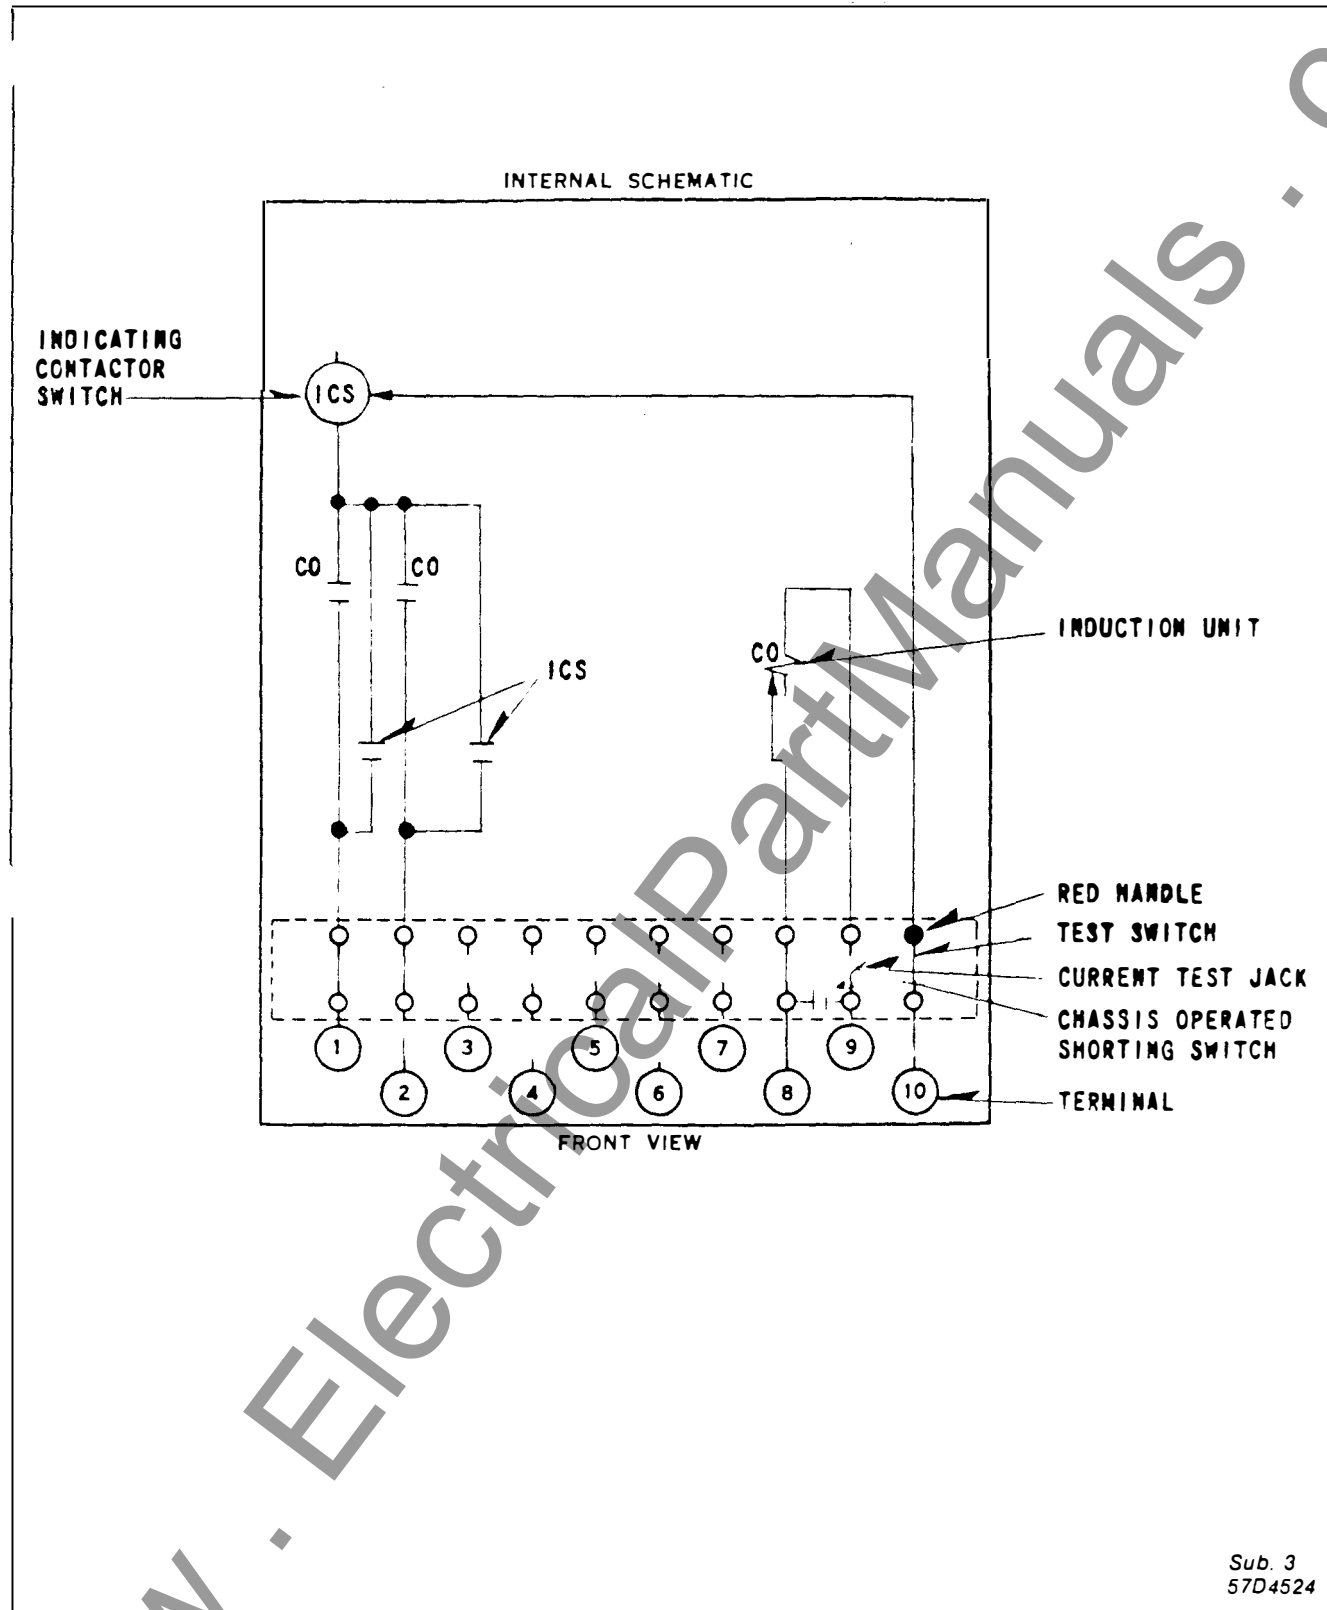 INTERNAL SCHEMATIC
INDICATING
CONTACTOR
SWITCH
ICS
CO
CO
ICS
CO
INDUCTION UNIT
RED HANDLE
TEST SWITCH
CURRENT TEST JACK
CHASSIS OPERATED
SHORTING SWITCH
TERMINAL
1
3
5
7
9
2
4
6
8
10
FRONT VIEW
Sub. 3
57D4524
w . ElectricalPartManuals . c